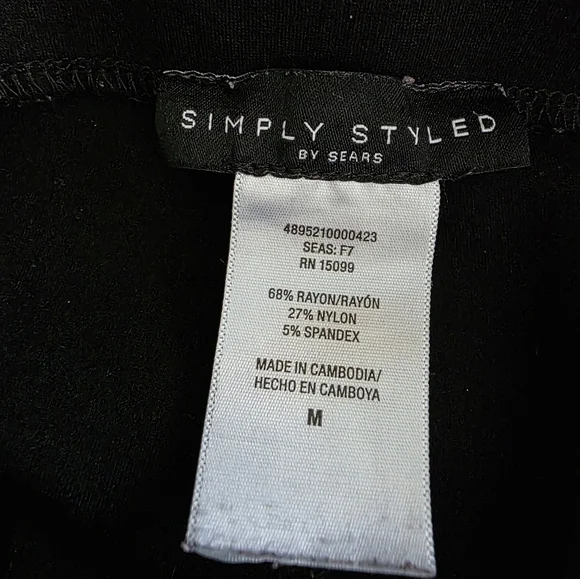 SIMPLY STYLED
BY SEARS
4895210000423
SEAS: F7
RN 15099
68% RAYON/RAYÓN
27% NYLON
5% SPANDEX
MADE IN CAMBODIA/
HECHO EN CAMBOYA
M